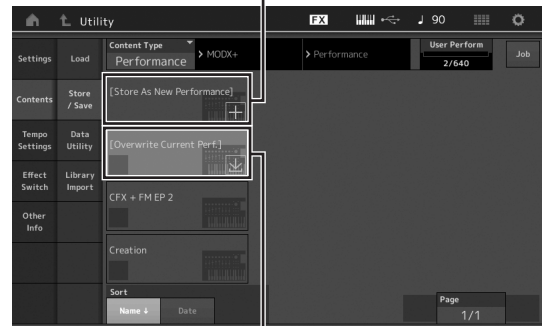 Utility
FX
♩ 90
Settings
Load
Content Type
Performance
> MODX+
> Performance
User Perform
2/640
Job
Contents
Store
/ Save
[Store As New Performance]
Tempo
Settings
Data
Utility
[Overwrite Current Perf.]
Effect
Switch
Library
Import
CFX + FM EP 2
Other
Info
Creation
Sort
Name ↓
Date
Page
1/1